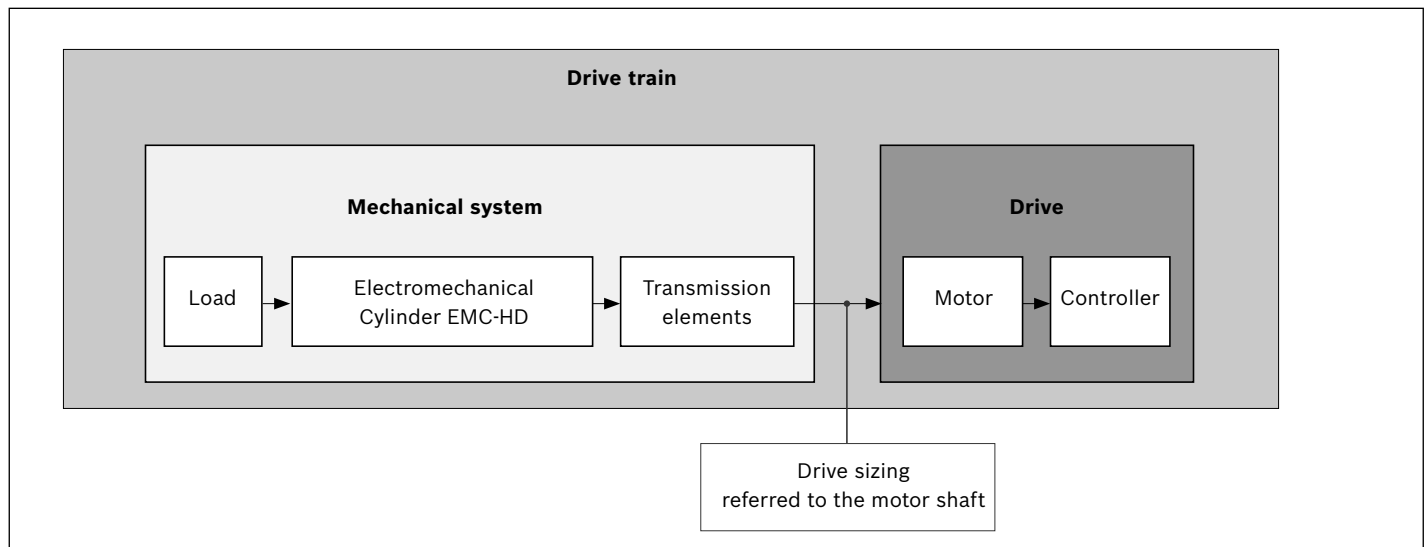 Drive train
Mechanical system
Drive
Load
Electromechanical
Cylinder EMC-HD
Transmission
elements
Motor
Controller
Drive sizing
referred to the motor shaft